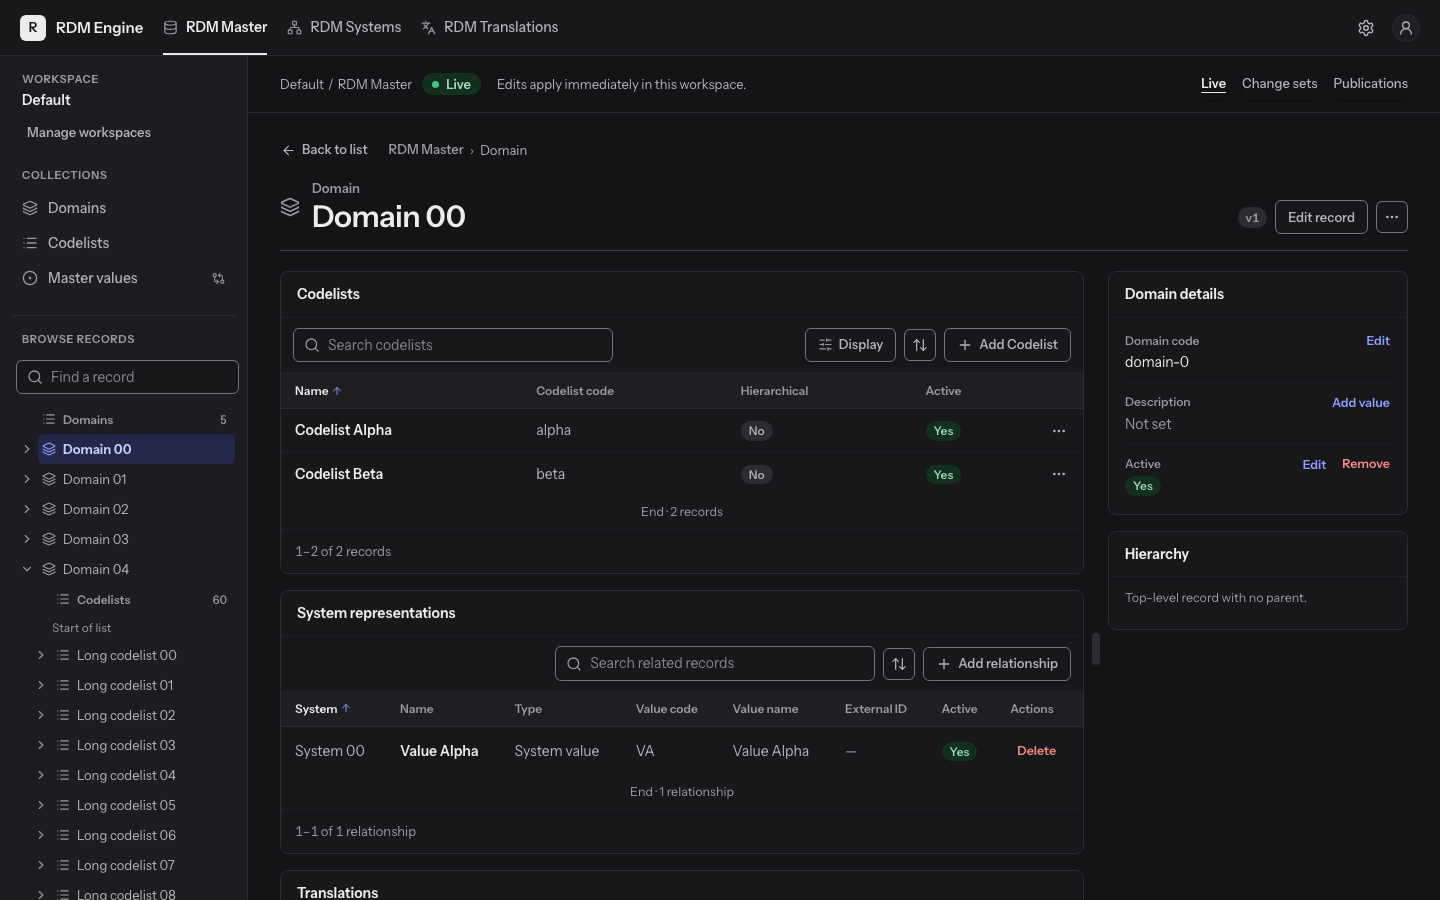 R RDM Engine RDM Master RDM Systems RDM Translations
WORKSPACE
Default
Manage workspaces
COLLECTIONS
Domains
Codelists
Master values
BROWSE RECORDS
Find a record
Domains 5
Domain 00
Domain 01
Domain 02
Domain 03
Domain 04
Codelists 60
Start of list
Long codelist 00
Long codelist 01
Long codelist 02
Long codelist 03
Long codelist 04
Long codelist 05
Long codelist 06
Long codelist 07
Long codelist 08
Default / RDM Master Live Edits apply immediately in this workspace. Live Change sets Publications
Back to list RDM Master › Domain
Domain
Domain 00 v1 Edit record
Codelists
Search codelists Display Add Codelist
Name Codelist code Hierarchical Active
Codelist Alpha alpha No Yes
Codelist Beta beta No Yes
End · 2 records
1–2 of 2 records
System representations
Search related records Add relationship
System Name Type Value code Value name External ID Active Actions
System 00 Value Alpha System value VA Value Alpha — Yes Delete
End · 1 relationship
1–1 of 1 relationship
Translations
Domain details
Domain code Edit
domain-0
Description Add value
Not set
Active Edit Remove
Yes
Hierarchy
Top-level record with no parent.